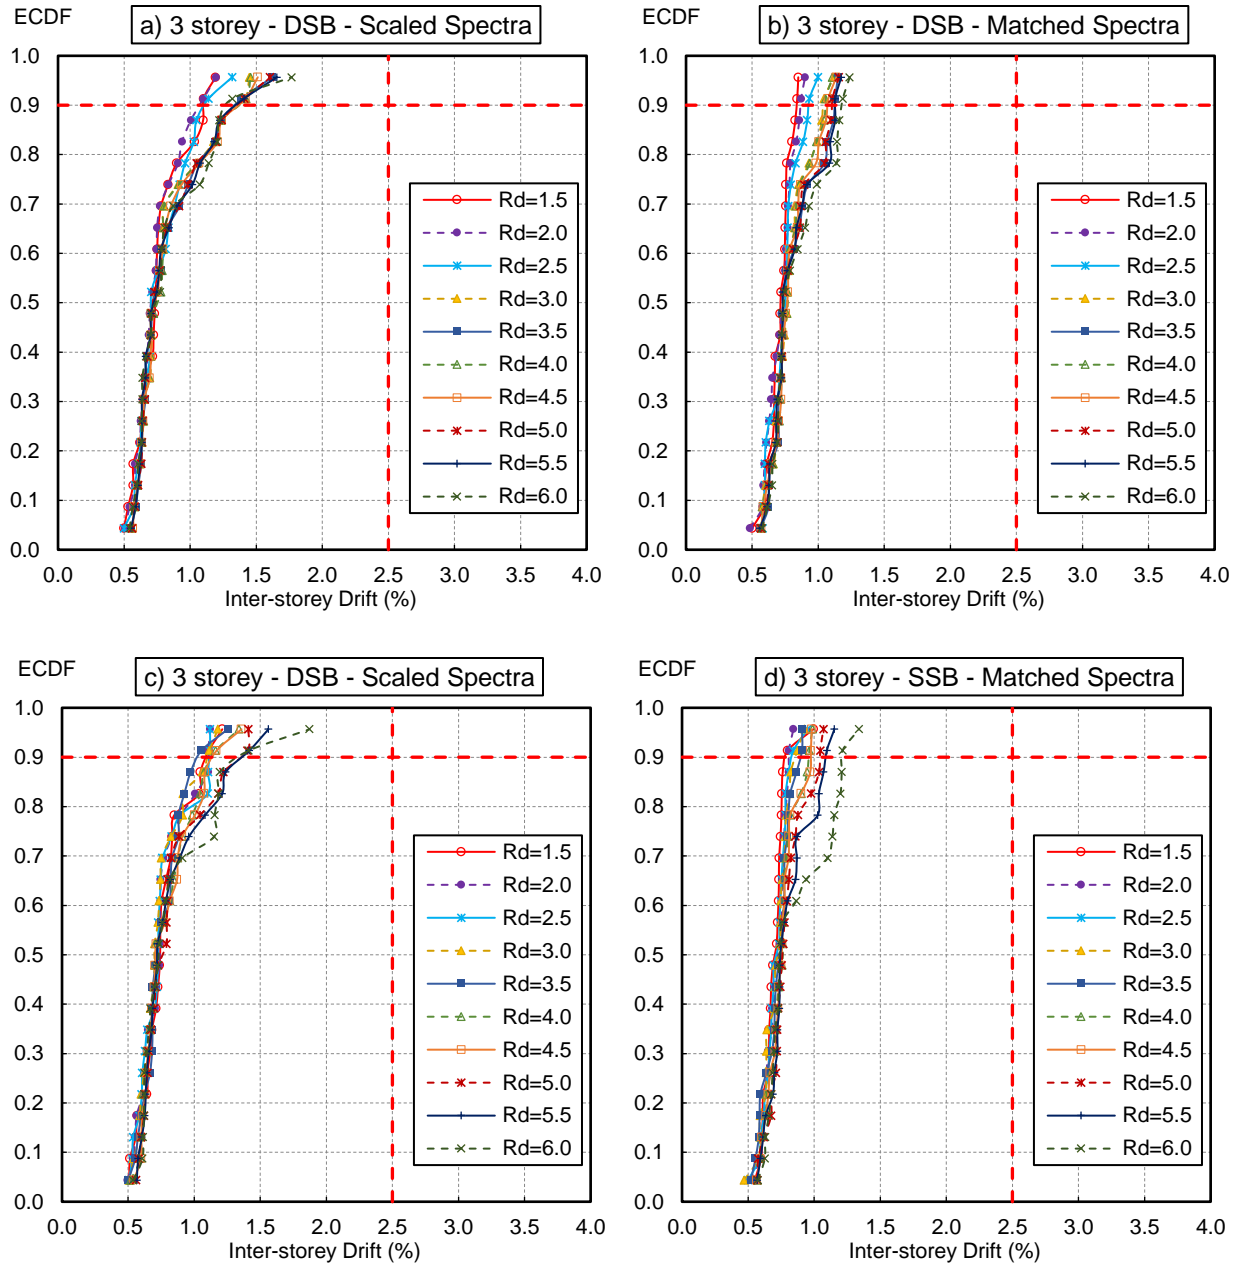 ECDF
a) 3 storey - DSB - Scaled Spectra
1.0
0.9
0.8
0.7
0.6
0.5
0.4
0.3
0.2
0.1
0.0
Rd=1.5
Rd=2.0
Rd=2.5
Rd=3.0
Rd=3.5
Rd=4.0
Rd=4.5
Rd=5.0
Rd=5.5
Rd=6.0
0.0 0.5 1.0 1.5 2.0 2.5 3.0 3.5 4.0
Inter-storey Drift (%)
ECDF
b) 3 storey - DSB - Matched Spectra
1.0
0.9
0.8
0.7
0.6
0.5
0.4
0.3
0.2
0.1
0.0
Rd=1.5
Rd=2.0
Rd=2.5
Rd=3.0
Rd=3.5
Rd=4.0
Rd=4.5
Rd=5.0
Rd=5.5
Rd=6.0
0.0 0.5 1.0 1.5 2.0 2.5 3.0 3.5 4.0
Inter-storey Drift (%)
ECDF
c) 3 storey - DSB - Scaled Spectra
1.0
0.9
0.8
0.7
0.6
0.5
0.4
0.3
0.2
0.1
0.0
Rd=1.5
Rd=2.0
Rd=2.5
Rd=3.0
Rd=3.5
Rd=4.0
Rd=4.5
Rd=5.0
Rd=5.5
Rd=6.0
0.0 0.5 1.0 1.5 2.0 2.5 3.0 3.5 4.0
Inter-storey Drift (%)
ECDF
d) 3 storey - SSB - Matched Spectra
1.0
0.9
0.8
0.7
0.6
0.5
0.4
0.3
0.2
0.1
0.0
Rd=1.5
Rd=2.0
Rd=2.5
Rd=3.0
Rd=3.5
Rd=4.0
Rd=4.5
Rd=5.0
Rd=5.5
Rd=6.0
0.0 0.5 1.0 1.5 2.0 2.5 3.0 3.5 4.0
Inter-storey Drift (%)